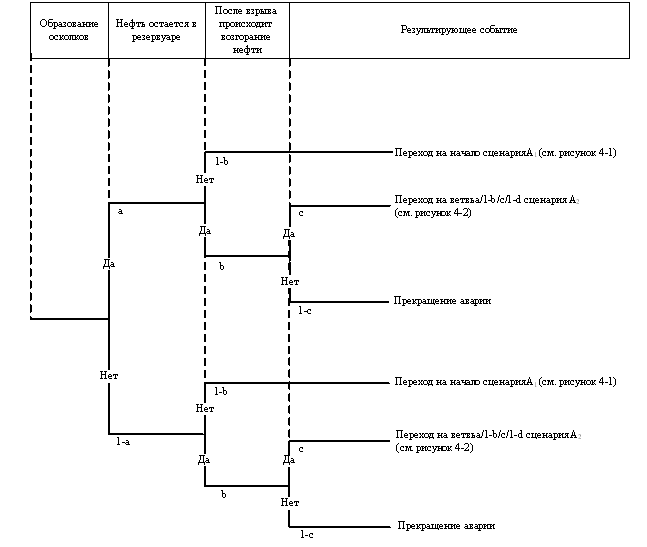 Образование осколков
Нефть остается в резервуаре
После взрыва происходит возгорание нефти
Результирующее событие
1-b
Переход на начало сценария А1 (см. рисунок 4-1)
Нет
Переход на ветвь a/1-b/c/1-d сценария А2
(см. рисунок 4-2)
a
c
Да
Да
Да
b
Нет
Прекращение аварии
1-c
Нет
Переход на начало сценария А1 (см. рисунок 4-1)
1-b
Нет
1-a
Переход на ветвь a/1-b/c/1-d сценария А2
(см. рисунок 4-2)
c
Да
Да
b
Нет
Прекращение аварии
1-c